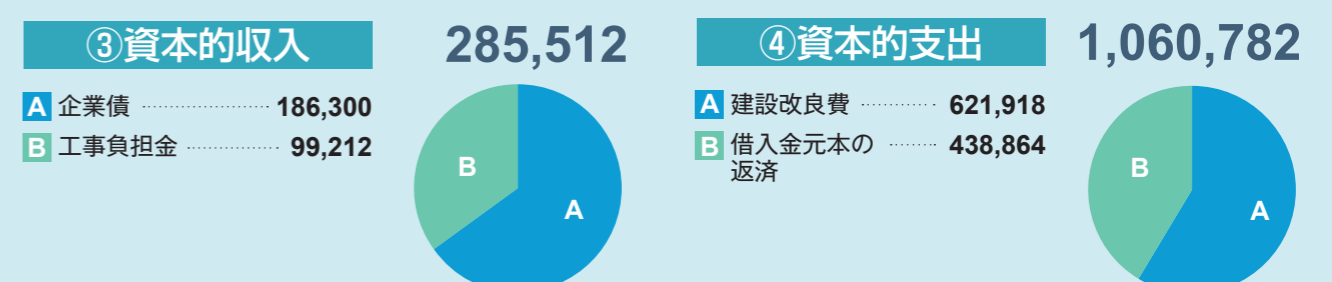 ③資本的収入
285,512
A 企業債 186,300
B 工事負担金 99,212
B
A
④資本的支出
1,060,782
A 建設改良費 621,918
B 借入金元本の 438,864
返済
B
A